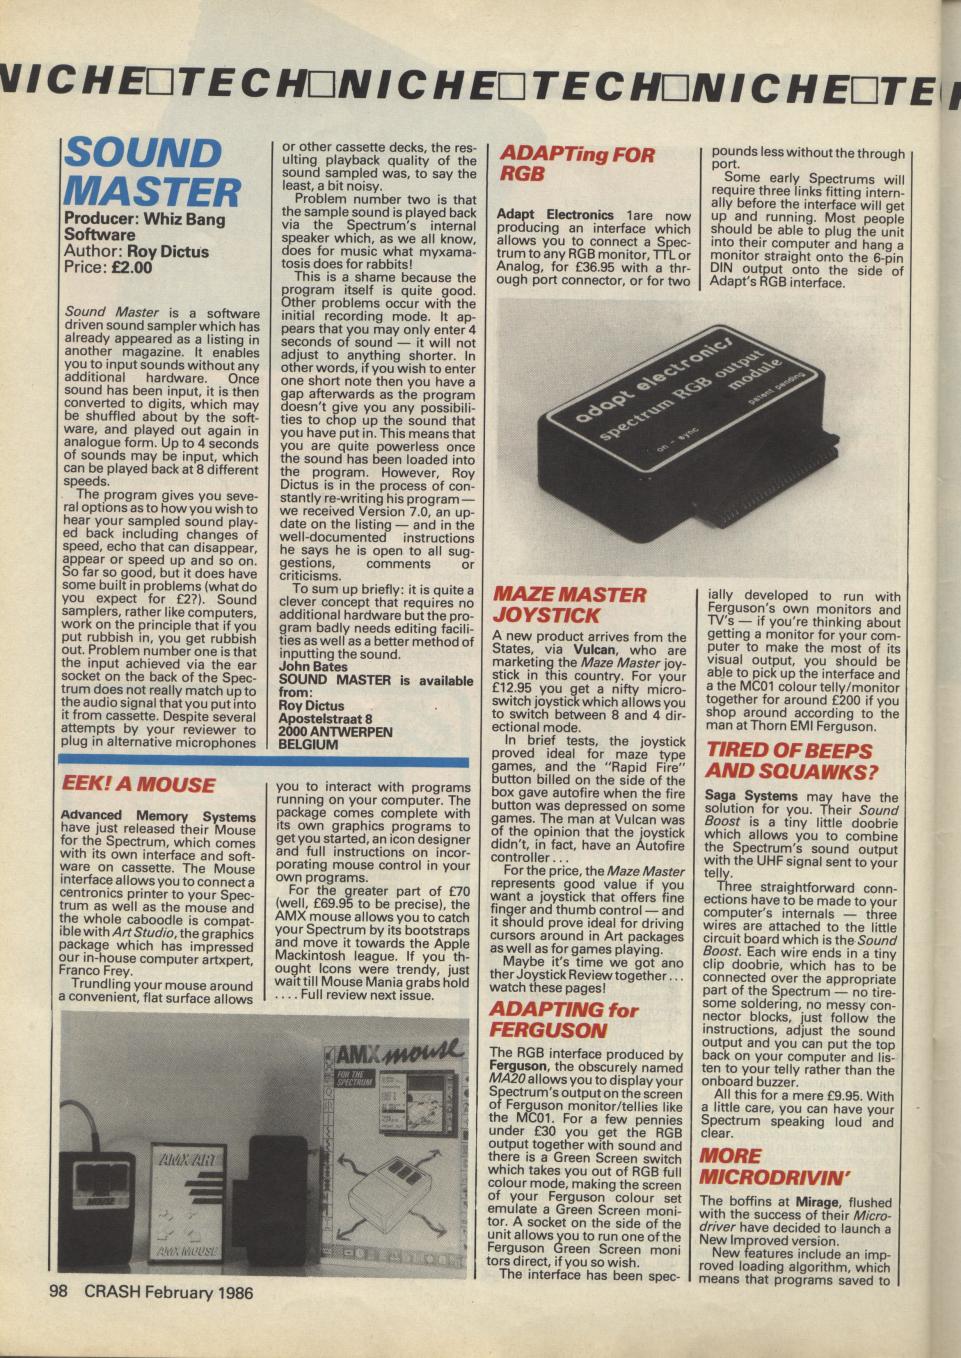 NICHE□TECH□NICHE□TECH□NICHE□TE
SOUND
MASTER
Producer: Whiz Bang
Software
Author: Roy Dictus
Price: £2.00
Sound Master is a software
driven sound sampler which has
already appeared as a listing in
another magazine. It enables
you to input sounds without any
additional hardware. Once
sound has been input, it is then
converted to digits, which may
be shuffled about by the soft-
ware, and played out again in
analogue form. Up to 4 seconds
of sounds may be input, which
can be played back at 8 different
speeds.
The program gives you seve-
ral options as to how you wish to
hear your sampled sound play-
ed back including changes of
speed, echo that can disappear,
appear or speed up and so on.
So far so good, but it does have
some built in problems (what do
you expect for £2?). Sound
samplers, rather like computers,
work on the principle that if you
put rubbish in, you get rubbish
out. Problem number one is that
the input achieved via the ear
socket on the back of the Spec-
trum does not really match up to
the audio signal that you put into
it from cassette. Despite several
attempts by your reviewer to
plug in alternative microphones
or other cassette decks, the res-
ulting playback quality of the
sound sampled was, to say the
least, a bit noisy.
Problem number two is that
the sample sound is played back
via the Spectrum's internal
speaker which, as we all know,
does for music what myxama-
tosis does for rabbits!
This is a shame because the
program itself is quite good.
Other problems occur with the
initial recording mode. It ap-
pears that you may only enter 4
seconds of sound — it will not
adjust to anything shorter. In
other words, if you wish to enter
one short note then you have a
gap afterwards as the program
doesn't give you any possibili-
ties to chop up the sound that
you have put in. This means that
you are quite powerless once
the sound has been loaded into
the program. However, Roy
Dictus is in the process of con-
stantly re-writing his program —
we received Version 7.0, an up-
date on the listing — and in the
well-documented instructions
he says he is open to all sug-
gestions, comments or
criticisms.
To sum up briefly: it is quite a
clever concept that requires no
additional hardware but the pro-
gram badly needs editing facili-
ties as well as a better method of
inputting the sound.
John Bates
SOUND MASTER is available
from:
Roy Dictus
Apostelstraat 8
2000 ANTWERPEN
BELGIUM
EEK! A MOUSE
Advanced Memory Systems
have just released their Mouse
for the Spectrum, which comes
with its own interface and soft-
ware on cassette. The Mouse
interface allows you to connect a
centronics printer to your Spec-
trum as well as the mouse and
the whole caboodle is compat-
ible with Art Studio, the graphics
package which has impressed
our in-house computer artxpert,
Franco Frey.
Trundling your mouse around
a convenient, flat surface allows
you to interact with programs
running on your computer. The
package comes complete with
its own graphics programs to
get you started, an icon designer
and full instructions on incor-
porating mouse control in your
own programs.
For the greater part of £70
(well, £69.95 to be precise), the
AMX mouse allows you to catch
your Spectrum by its bootstraps
and move it towards the Apple
Mackintosh league. If you th-
ought Icons were trendy, just
wait till Mouse Mania grabs hold
. . . . Full review next issue.
MOUSE
AMX ART
AMX MOUSE
AMX mouse
FOR THE
SPECTRUM
ADAPTing FOR
RGB
Adapt Electronics 1are now
producing an interface which
allows you to connect a Spec-
trum to any RGB monitor, TTL or
Analog, for £36.95 with a thr-
ough port connector, or for two
pounds less without the through
port.
Some early Spectrums will
require three links fitting intern-
ally before the interface will get
up and running. Most people
should be able to plug the unit
into their computer and hang a
monitor straight onto the 6-pin
DIN output onto the side of
Adapt's RGB interface.
adapt electronics
spectrum RGB output
module
on - sync
patent pending
MAZE MASTER
JOYSTICK
A new product arrives from the
States, via Vulcan, who are
marketing the Maze Master joy-
stick in this country. For your
£12.95 you get a nifty micro-
switch joystick which allows you
to switch between 8 and 4 dir-
ectional mode.
In brief tests, the joystick
proved ideal for maze type
games, and the "Rapid Fire"
button billed on the side of the
box gave autofire when the fire
button was depressed on some
games. The man at Vulcan was
of the opinion that the joystick
didn't, in fact, have an Autofire
controller . . .
For the price, the Maze Master
represents good value if you
want a joystick that offers fine
finger and thumb control — and
it should prove ideal for driving
cursors around in Art packages
as well as for games playing.
Maybe it's time we got ano
ther Joystick Review together . . .
watch these pages!
ADAPTING for
FERGUSON
The RGB interface produced by
Ferguson, the obscurely named
MA20 allows you to display your
Spectrum's output on the screen
of Ferguson monitor/tellies like
the MC01. For a few pennies
under £30 you get the RGB
output together with sound and
there is a Green Screen switch
which takes you out of RGB full
colour mode, making the screen
of your Ferguson colour set
emulate a Green Screen moni-
tor. A socket on the side of the
unit allows you to run one of the
Ferguson Green Screen moni
tors direct, if you so wish.
The interface has been spec-
ially developed to run with
Ferguson's own monitors and
TV's — if you're thinking about
getting a monitor for your com-
puter to make the most of its
visual output, you should be
able to pick up the interface and
a the MC01 colour telly/monitor
together for around £200 if you
shop around according to the
man at Thorn EMI Ferguson.
TIRED OF BEEPS
AND SQUAWKS?
Saga Systems may have the
solution for you. Their Sound
Boost is a tiny little doobrie
which allows you to combine
the Spectrum's sound output
with the UHF signal sent to your
telly.
Three straightforward conn-
ections have to be made to your
computer's internals — three
wires are attached to the little
circuit board which is the Sound
Boost. Each wire ends in a tiny
clip doobrie, which has to be
connected over the appropriate
part of the Spectrum — no tire-
some soldering, no messy con-
nector blocks, just follow the
instructions, adjust the sound
output and you can put the top
back on your computer and lis-
ten to your telly rather than the
onboard buzzer.
All this for a mere £9.95. With
a little care, you can have your
Spectrum speaking loud and
clear.
MORE
MICRODRIVIN'
The boffins at Mirage, flushed
with the success of their Micro-
driver have decided to launch a
New Improved version.
New features include an imp-
roved loading algorithm, which
means that programs saved to
98 CRASH February 1986